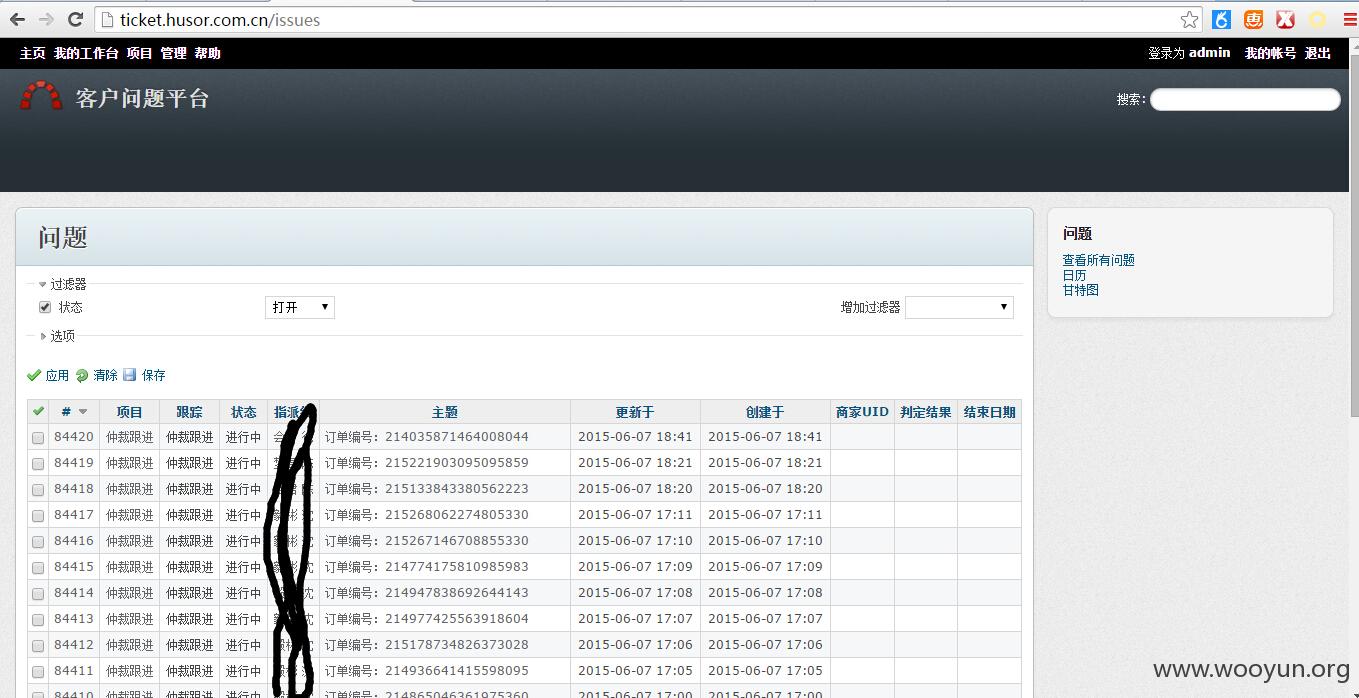 ticket.husor.com.cn/issues
主页 我的工作台 项目 管理 帮助
登录为 admin 我的帐号 退出
客户问题平台
搜索:
问题
过滤器
状态 打开 增加过滤器
选项
应用 清除 保存
# 项目 跟踪 状态 指派 主题 更新于 创建于 商家UID 判定结果 结束日期
84420 仲裁跟进 仲裁跟进 进行中 订单编号: 214035871464008044 2015-06-07 18:41 2015-06-07 18:41
84419 仲裁跟进 仲裁跟进 进行中 订单编号: 215221903095095859 2015-06-07 18:21 2015-06-07 18:21
84418 仲裁跟进 仲裁跟进 进行中 订单编号: 215133843380562223 2015-06-07 18:20 2015-06-07 18:20
84417 仲裁跟进 仲裁跟进 进行中 订单编号: 215268062274805330 2015-06-07 17:11 2015-06-07 17:11
84416 仲裁跟进 仲裁跟进 进行中 订单编号: 215267146708855330 2015-06-07 17:10 2015-06-07 17:10
84415 仲裁跟进 仲裁跟进 进行中 订单编号: 214774175810985983 2015-06-07 17:09 2015-06-07 17:09
84414 仲裁跟进 仲裁跟进 进行中 订单编号: 214947838692644143 2015-06-07 17:08 2015-06-07 17:08
84413 仲裁跟进 仲裁跟进 进行中 订单编号: 214977425563918604 2015-06-07 17:07 2015-06-07 17:07
84412 仲裁跟进 仲裁跟进 进行中 订单编号: 215178734826373028 2015-06-07 17:06 2015-06-07 17:06
84411 仲裁跟进 仲裁跟进 进行中 订单编号: 214936641415598095 2015-06-07 17:05 2015-06-07 17:05
84410 仲裁跟进 仲裁跟进 进行中 订单编号: 214865046361975360 2015-06-07 17:00 2015-06-07 17:00
问题
查看所有问题
日历
甘特图
www.wooyun.org